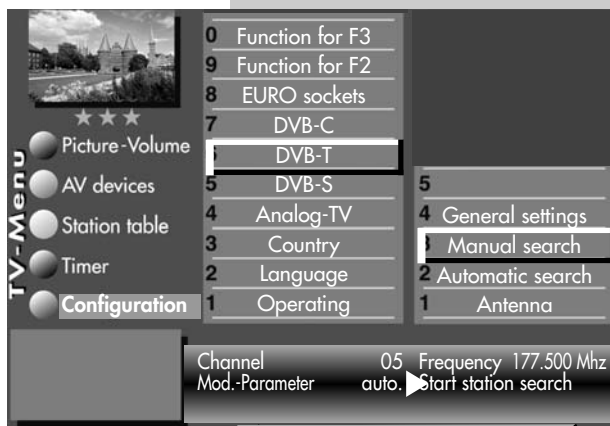 TV-Menu
Picture-Volume
AV devices
Station table
Timer
Configuration
0 Function for F3
9 Function for F2
8 EURO sockets
7 DVB-C
DVB-T
5 DVB-S
4 Analog-TV
3 Country
2 Language
1 Operating
5
4 General settings
3 Manual search
2 Automatic search
1 Antenna
Channel 05 Frequency 177.500 Mhz
Mod.-Parameter auto. Start station search